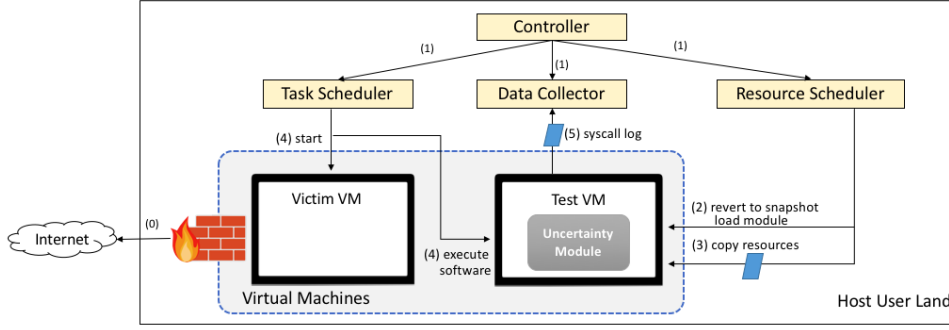 Controller
(1)
(1)
(1)
Task Scheduler
Data Collector
Resource Scheduler
(4) start
(5) syscall log
Victim VM
Test VM
Uncertainty
Module
(2) revert to snapshot
load module
(0)
Internet
(3) copy resources
(4) execute
software
Virtual Machines
Host User Land